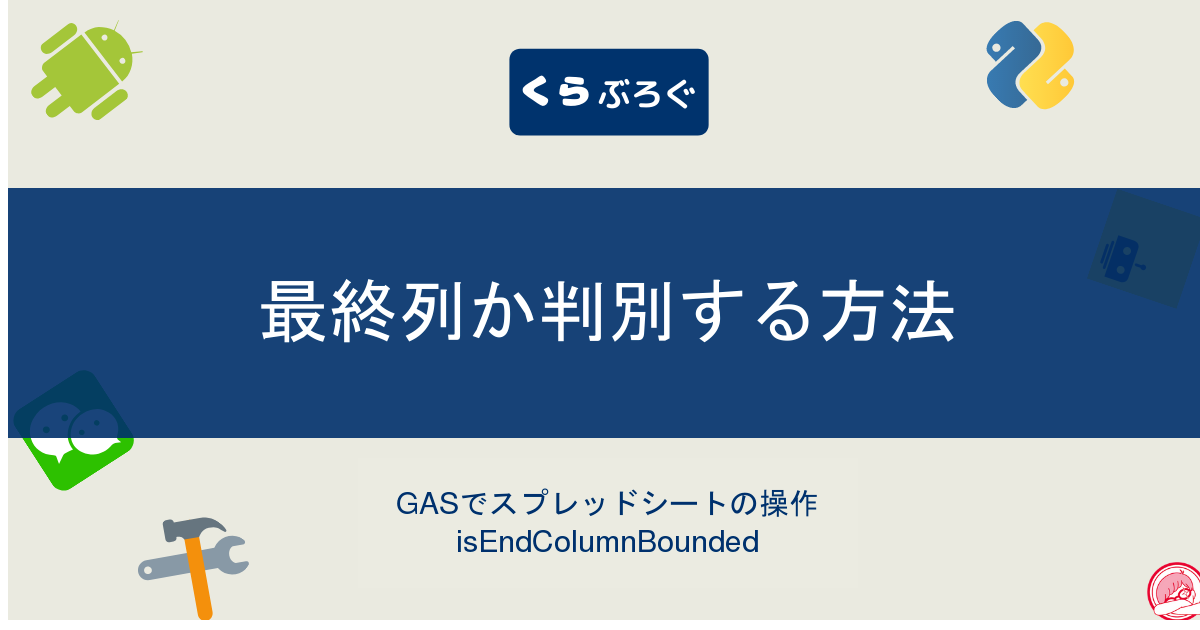 くらぶろぐ
最終列か判別する方法
GASでスプレッドシートの操作
isEndColumnBounded